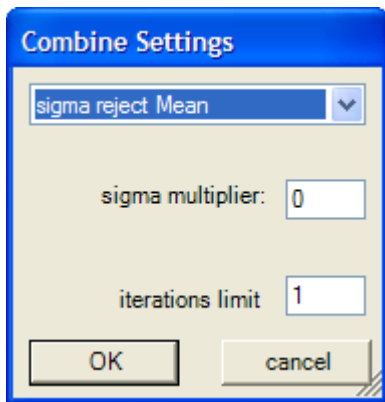 Combine Settings
sigma reject Mean
sigma multiplier: 0
iterations limit 1
OK cancel